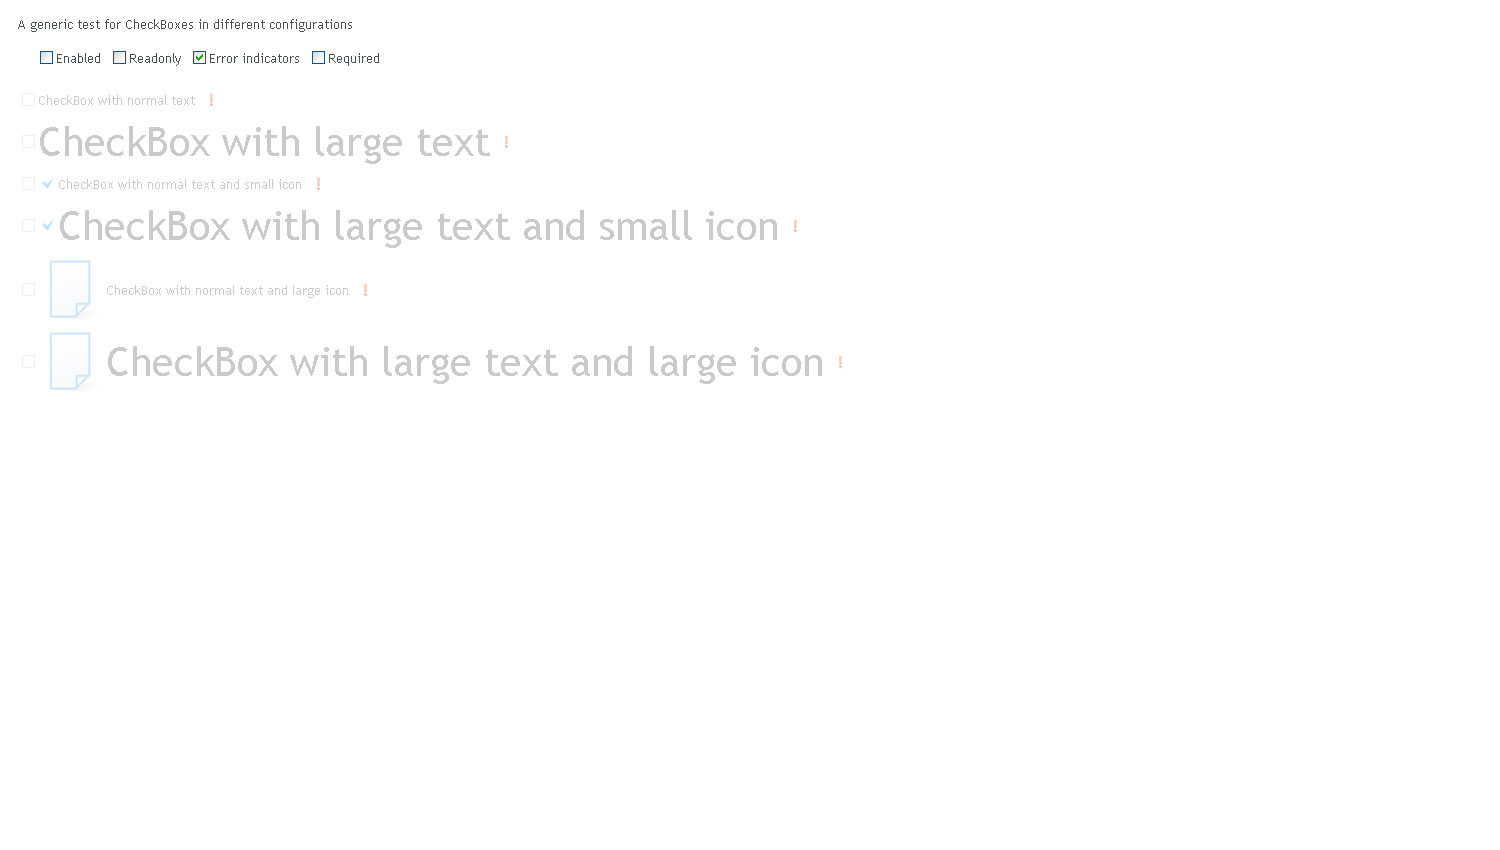 A generic test for CheckBoxes in different configurations
Enabled Readonly Error indicators Required
CheckBox with normal text
CheckBox with large text
CheckBox with normal text and small icon
CheckBox with large text and small icon
CheckBox with normal text and large icon
CheckBox with large text and large icon